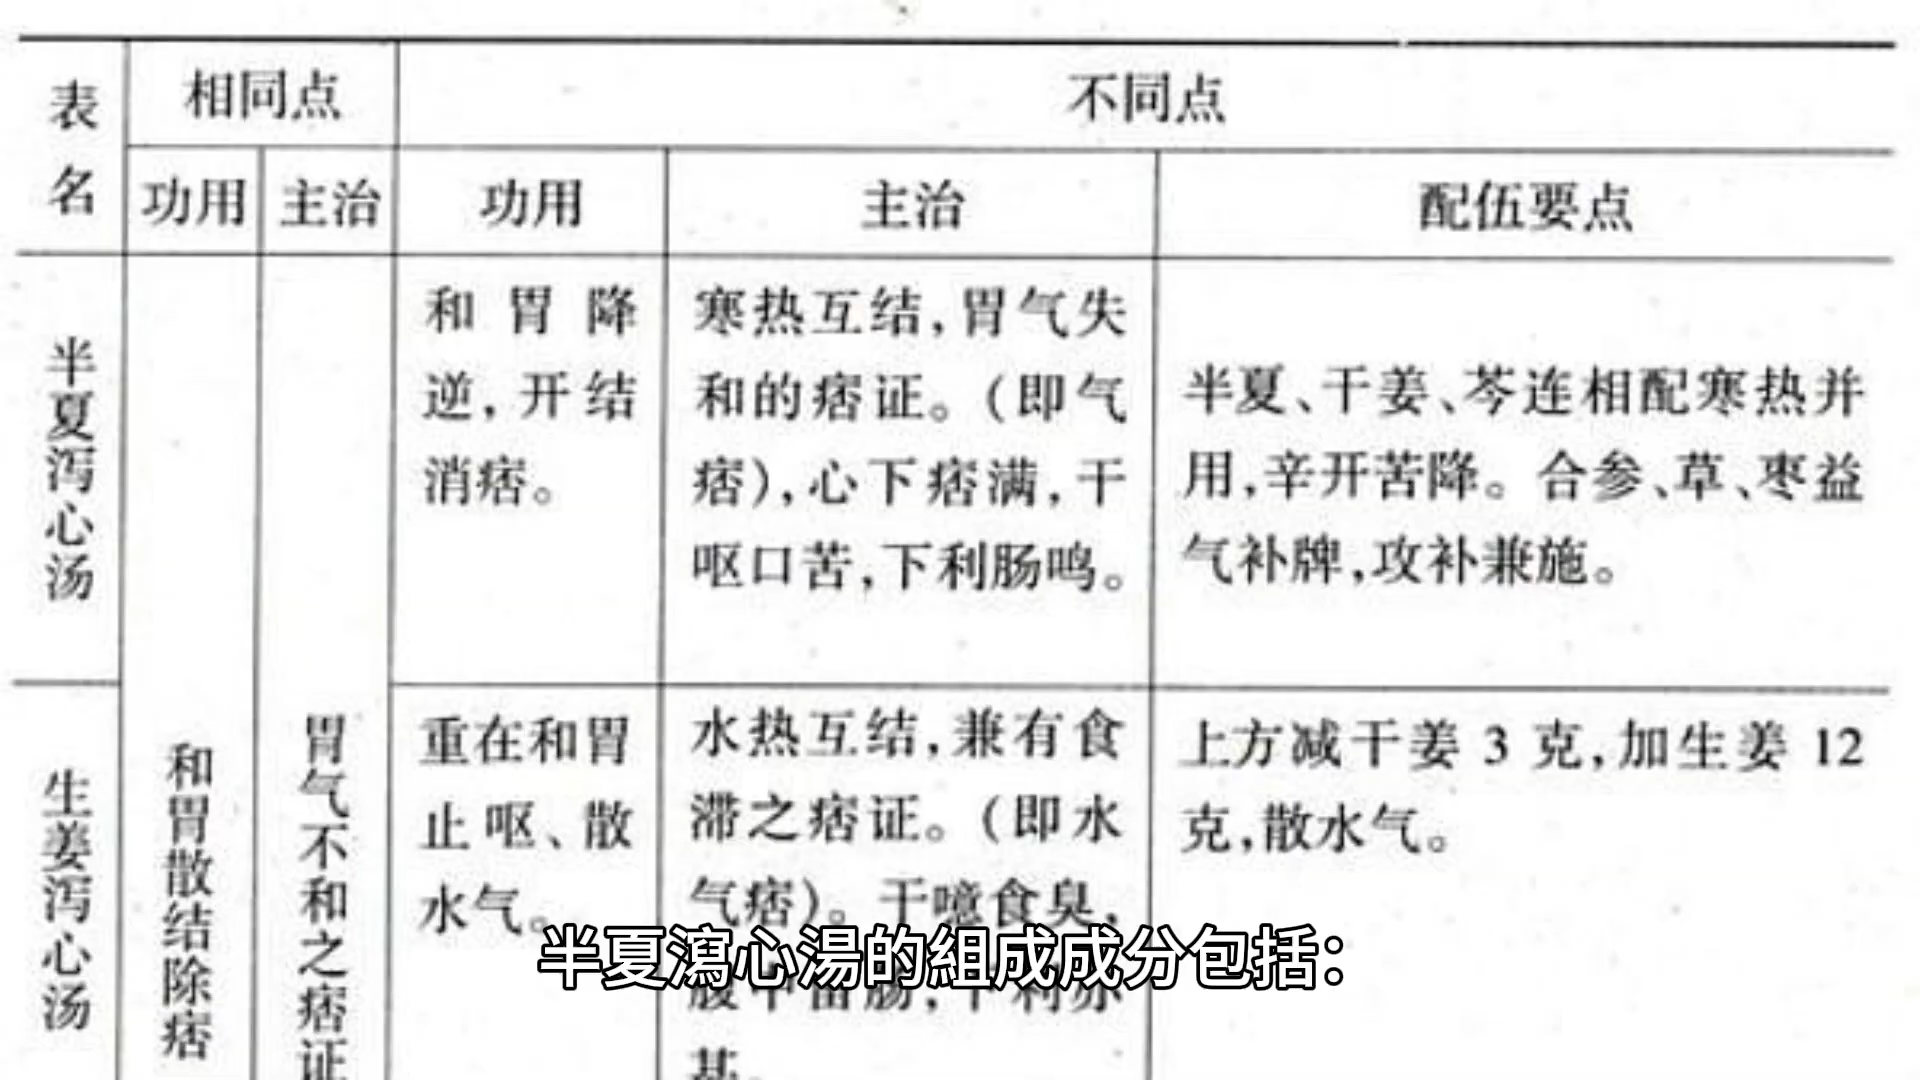 表名
相同点
不同点
功用
主治
功用
主治
配伍要点
半夏泻心汤
和胃降
逆,开结
消痞。
寒热互结,胃气失
和的痞证。(即气
痞),心下痞满,干
呕口苦,下利肠鸣。
半夏、干姜、芩连相配寒热并
用,辛开苦降。合参、草、枣益
气补牌,攻补兼施。
生姜泻心汤
和胃散结除痞
胃气不和之痞证
重在和胃
止呕、散
水气。
水热互结,兼有食
滞之痞证。(即水
气痞)。干噫食臭,
上方减干姜 3 克,加生姜 12
克,散水气。
半夏瀉心湯的組成成分包括：